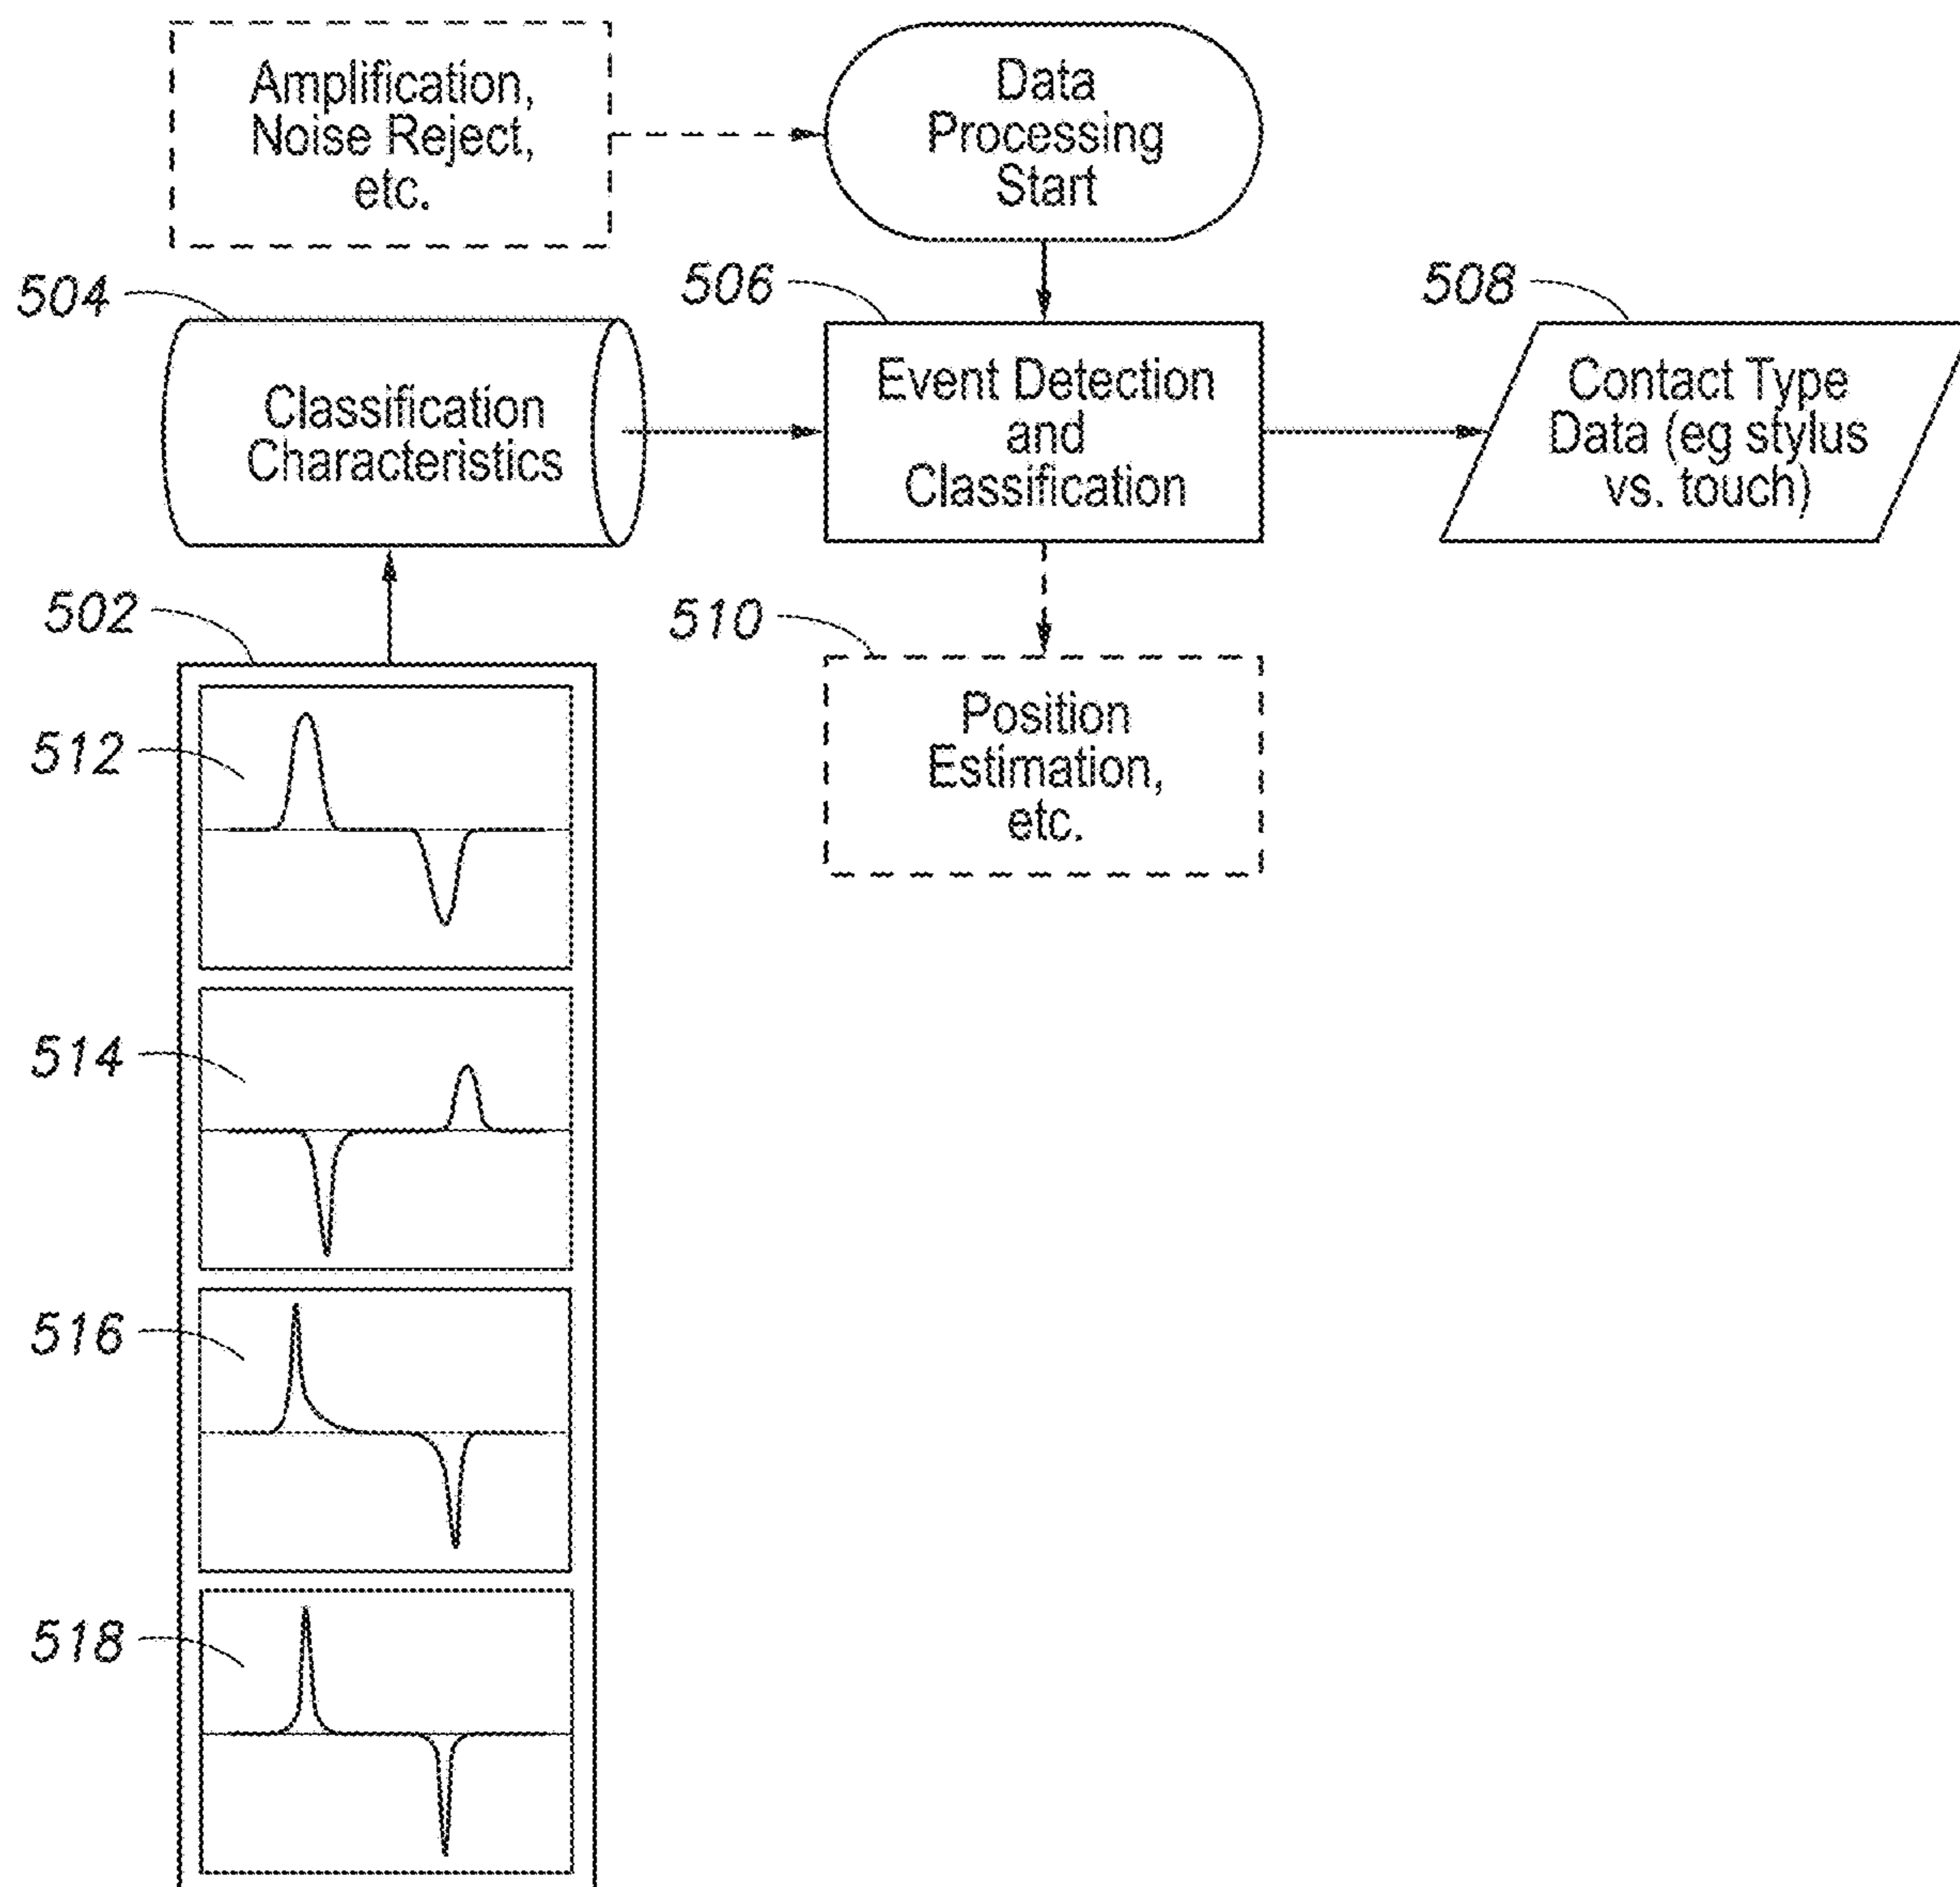 Amplification,
Noise Reject,
etc.
Data
Processing
Start
504
506
508
Classification
Characteristics
Event Detection
and
Classification
Contact Type
Data (eg stylus
vs. touch)
502
510
Position
Estimation,
etc.
512
514
516
518